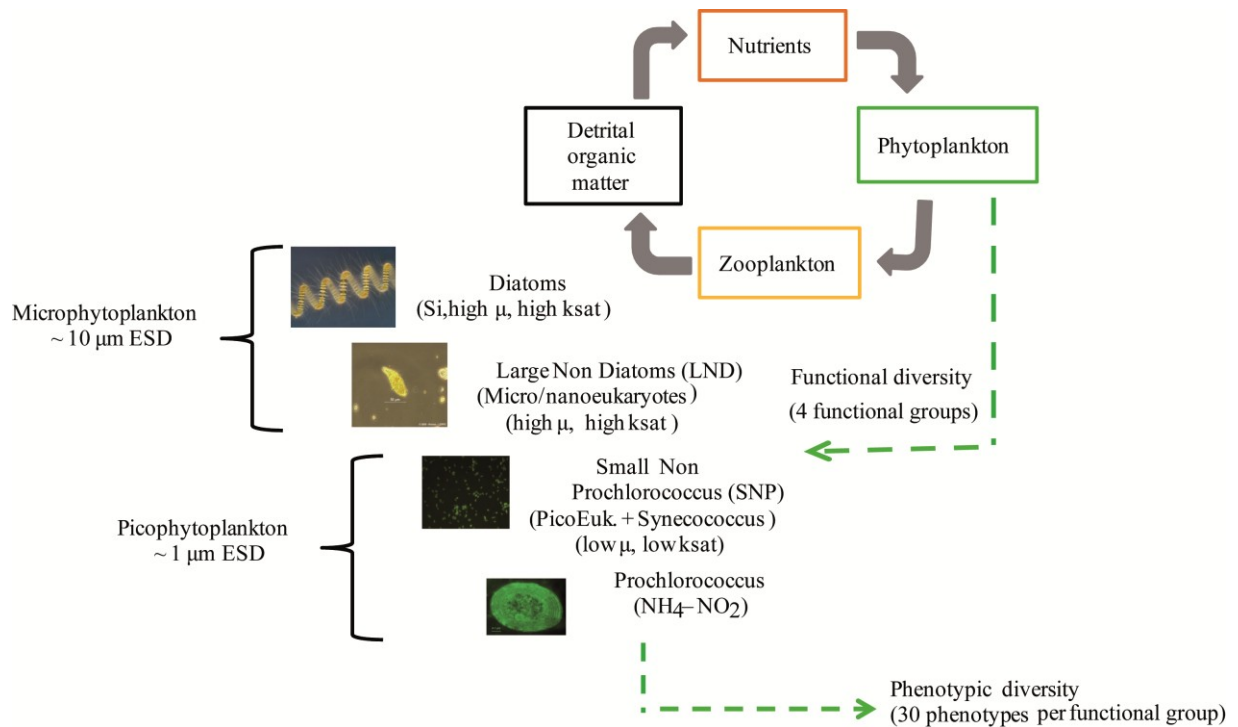 Nutrients
Detrital
organic
matter
Phytoplankton
Zooplankton
Microphytoplankton
~ 10 μm ESD
Diatoms
(Si,high μ, high ksat)
Large Non Diatoms (LND)
(Micro/nanoeukaryotes)
(high μ, high ksat)
Functional diversity
(4 functional groups)
Picophytoplankton
~ 1 μm ESD
Small Non
Prochlorococcus (SNP)
(PicoEuk. + Synecococcus)
(low μ, low ksat)
Prochlorococcus
(NH4–NO2)
Phenotypic diversity
(30 phenotypes per functional group)